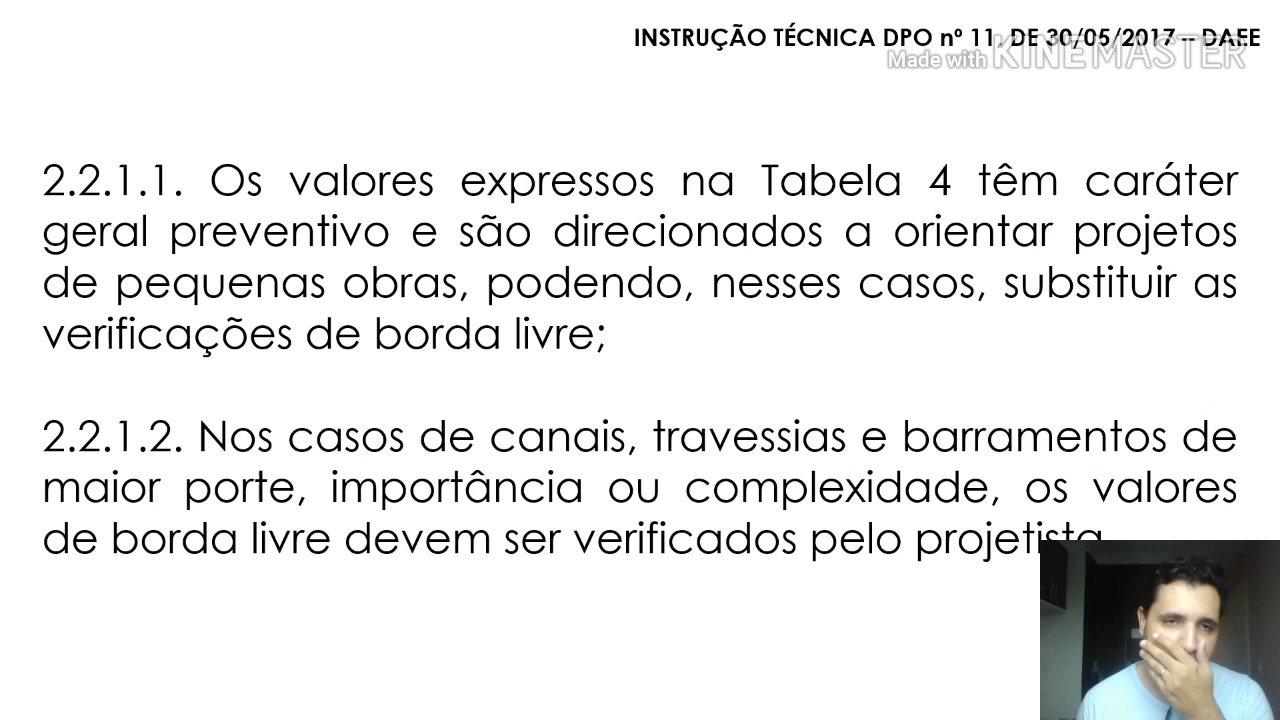 INSTRUÇÃO TÉCNICA DPO nº 11, DE 30/05/2017 -- DAEE
Made with KINEMASTER
2.2.1.1. Os valores expressos na Tabela 4 têm caráter
geral preventivo e são direcionados a orientar projetos
de pequenas obras, podendo, nesses casos, substituir as
verificações de borda livre;
2.2.1.2. Nos casos de canais, travessias e barramentos de
maior porte, importância ou complexidade, os valores
de borda livre devem ser verificados pelo projetista